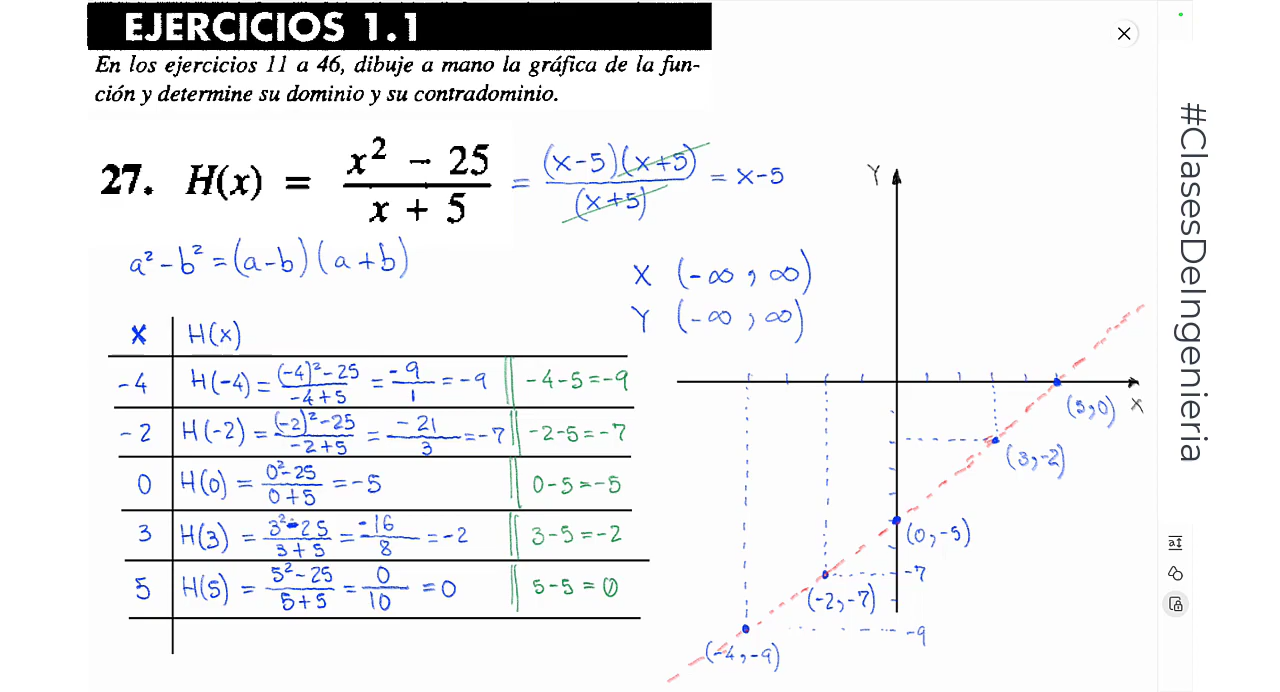 EJERCICIOS 1.1
En los ejercicios 11 a 46, dibuje a mano la gráfica de la fun-
ción y determine su dominio y su contradominio.
27. H(x) = (x² - 25)/(x + 5) = (x-5)(x+5)/(x+5) = x-5
a² - b² = (a-b)(a+b)
X (-∞, ∞)
Y (-∞, ∞)
x | H(x)
-4 | H(-4) = ((-4)²-25)/(-4+5) = -9/1 = -9 || -4-5=-9
-2 | H(-2) = ((-2)²-25)/(-2+5) = -21/3 = -7 || -2-5=-7
0 | H(0) = (0²-25)/(0+5) = -5 || 0-5=-5
3 | H(3) = (3²-25)/(3+5) = -16/8 = -2 || 3-5=-2
5 | H(5) = (5²-25)/(5+5) = 0/10 = 0 || 5-5=0
Y
X
(5,0)
(3,-2)
(0,-5)
-7
(-2,-7)
-9
(-4,-9)
#ClasesDeIngenieria